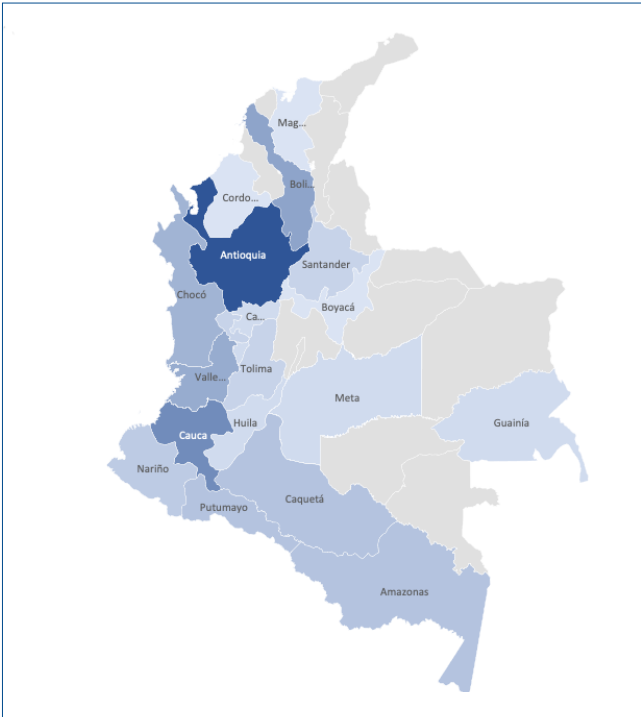 Mag...
Boli...
Cordo...
Antioquia
Santander
Chocó
Boyacá
Ca...
Tolima
Valle...
Meta
Huila
Guainía
Cauca
Nariño
Caquetá
Putumayo
Amazonas